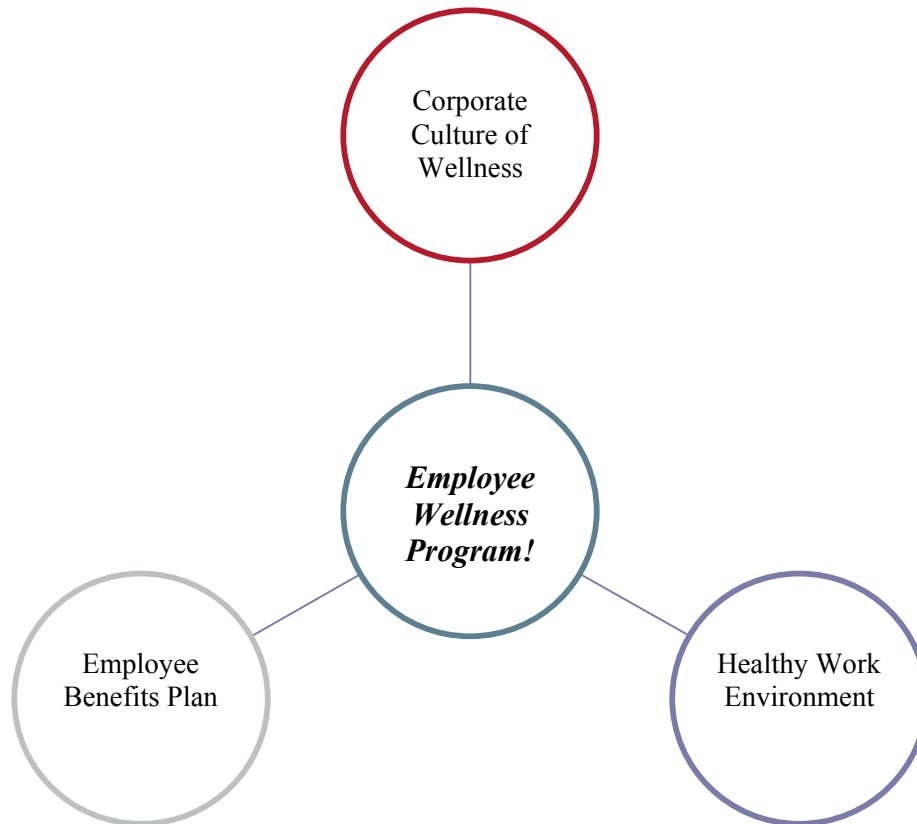 Corporate
Culture of
Wellness
Employee
Wellness
Program!
Employee
Benefits Plan
Healthy Work
Environment